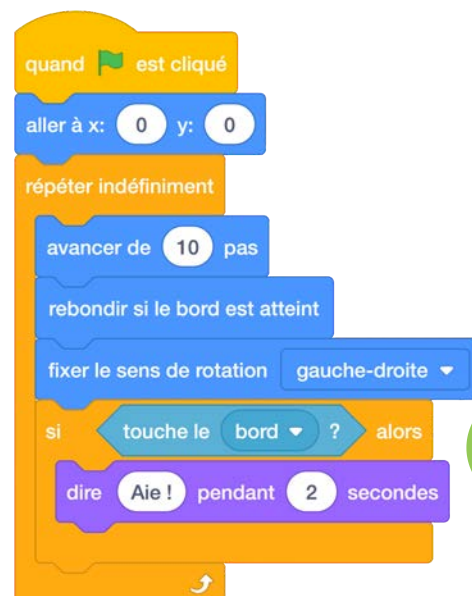 quand est cliqué
aller à x: 0 y: 0
répéter indéfiniment
avancer de 10 pas
rebondir si le bord est atteint
fixer le sens de rotation gauche-droite
si touche le bord ? alors
dire Aie ! pendant 2 secondes